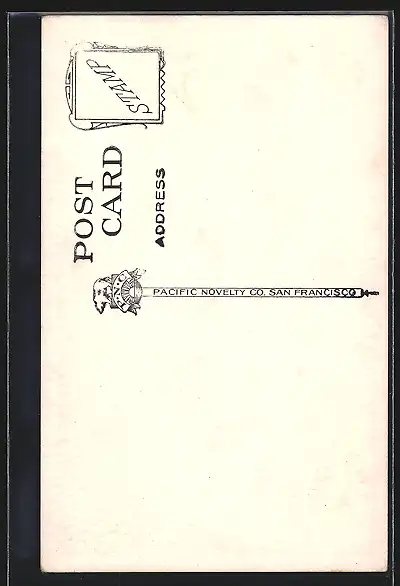 STAMP
POST
CARD
ADDRESS
P.N.C.
PACIFIC NOVELTY CO. SAN FRANCISCO